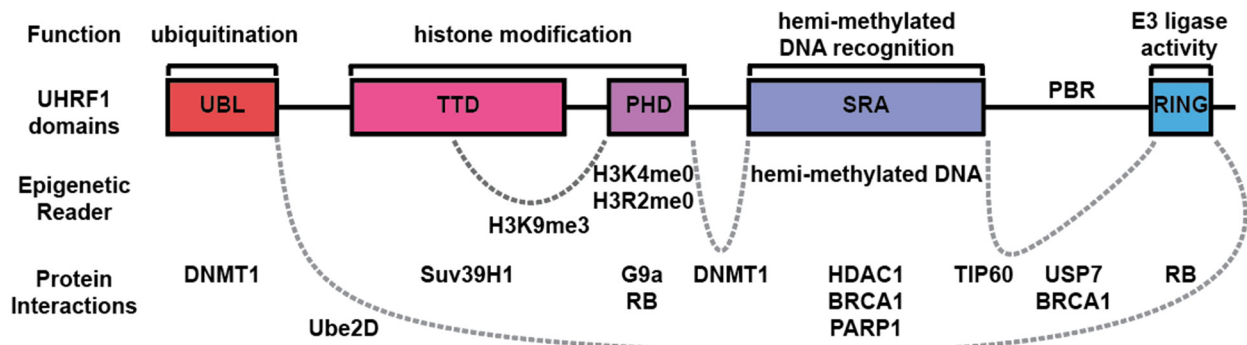 Function
ubiquitination
histone modification
hemi-methylated
DNA recognition
E3 ligase
activity
UHRF1
domains
UBL
TTD
PHD
SRA
PBR
RING
Epigenetic
Reader
H3K9me3
H3K4me0
H3R2me0
hemi-methylated DNA
Protein
Interactions
DNMT1
Suv39H1
G9a
RB
DNMT1
HDAC1
BRCA1
PARP1
TIP60
USP7
BRCA1
RB
Ube2D